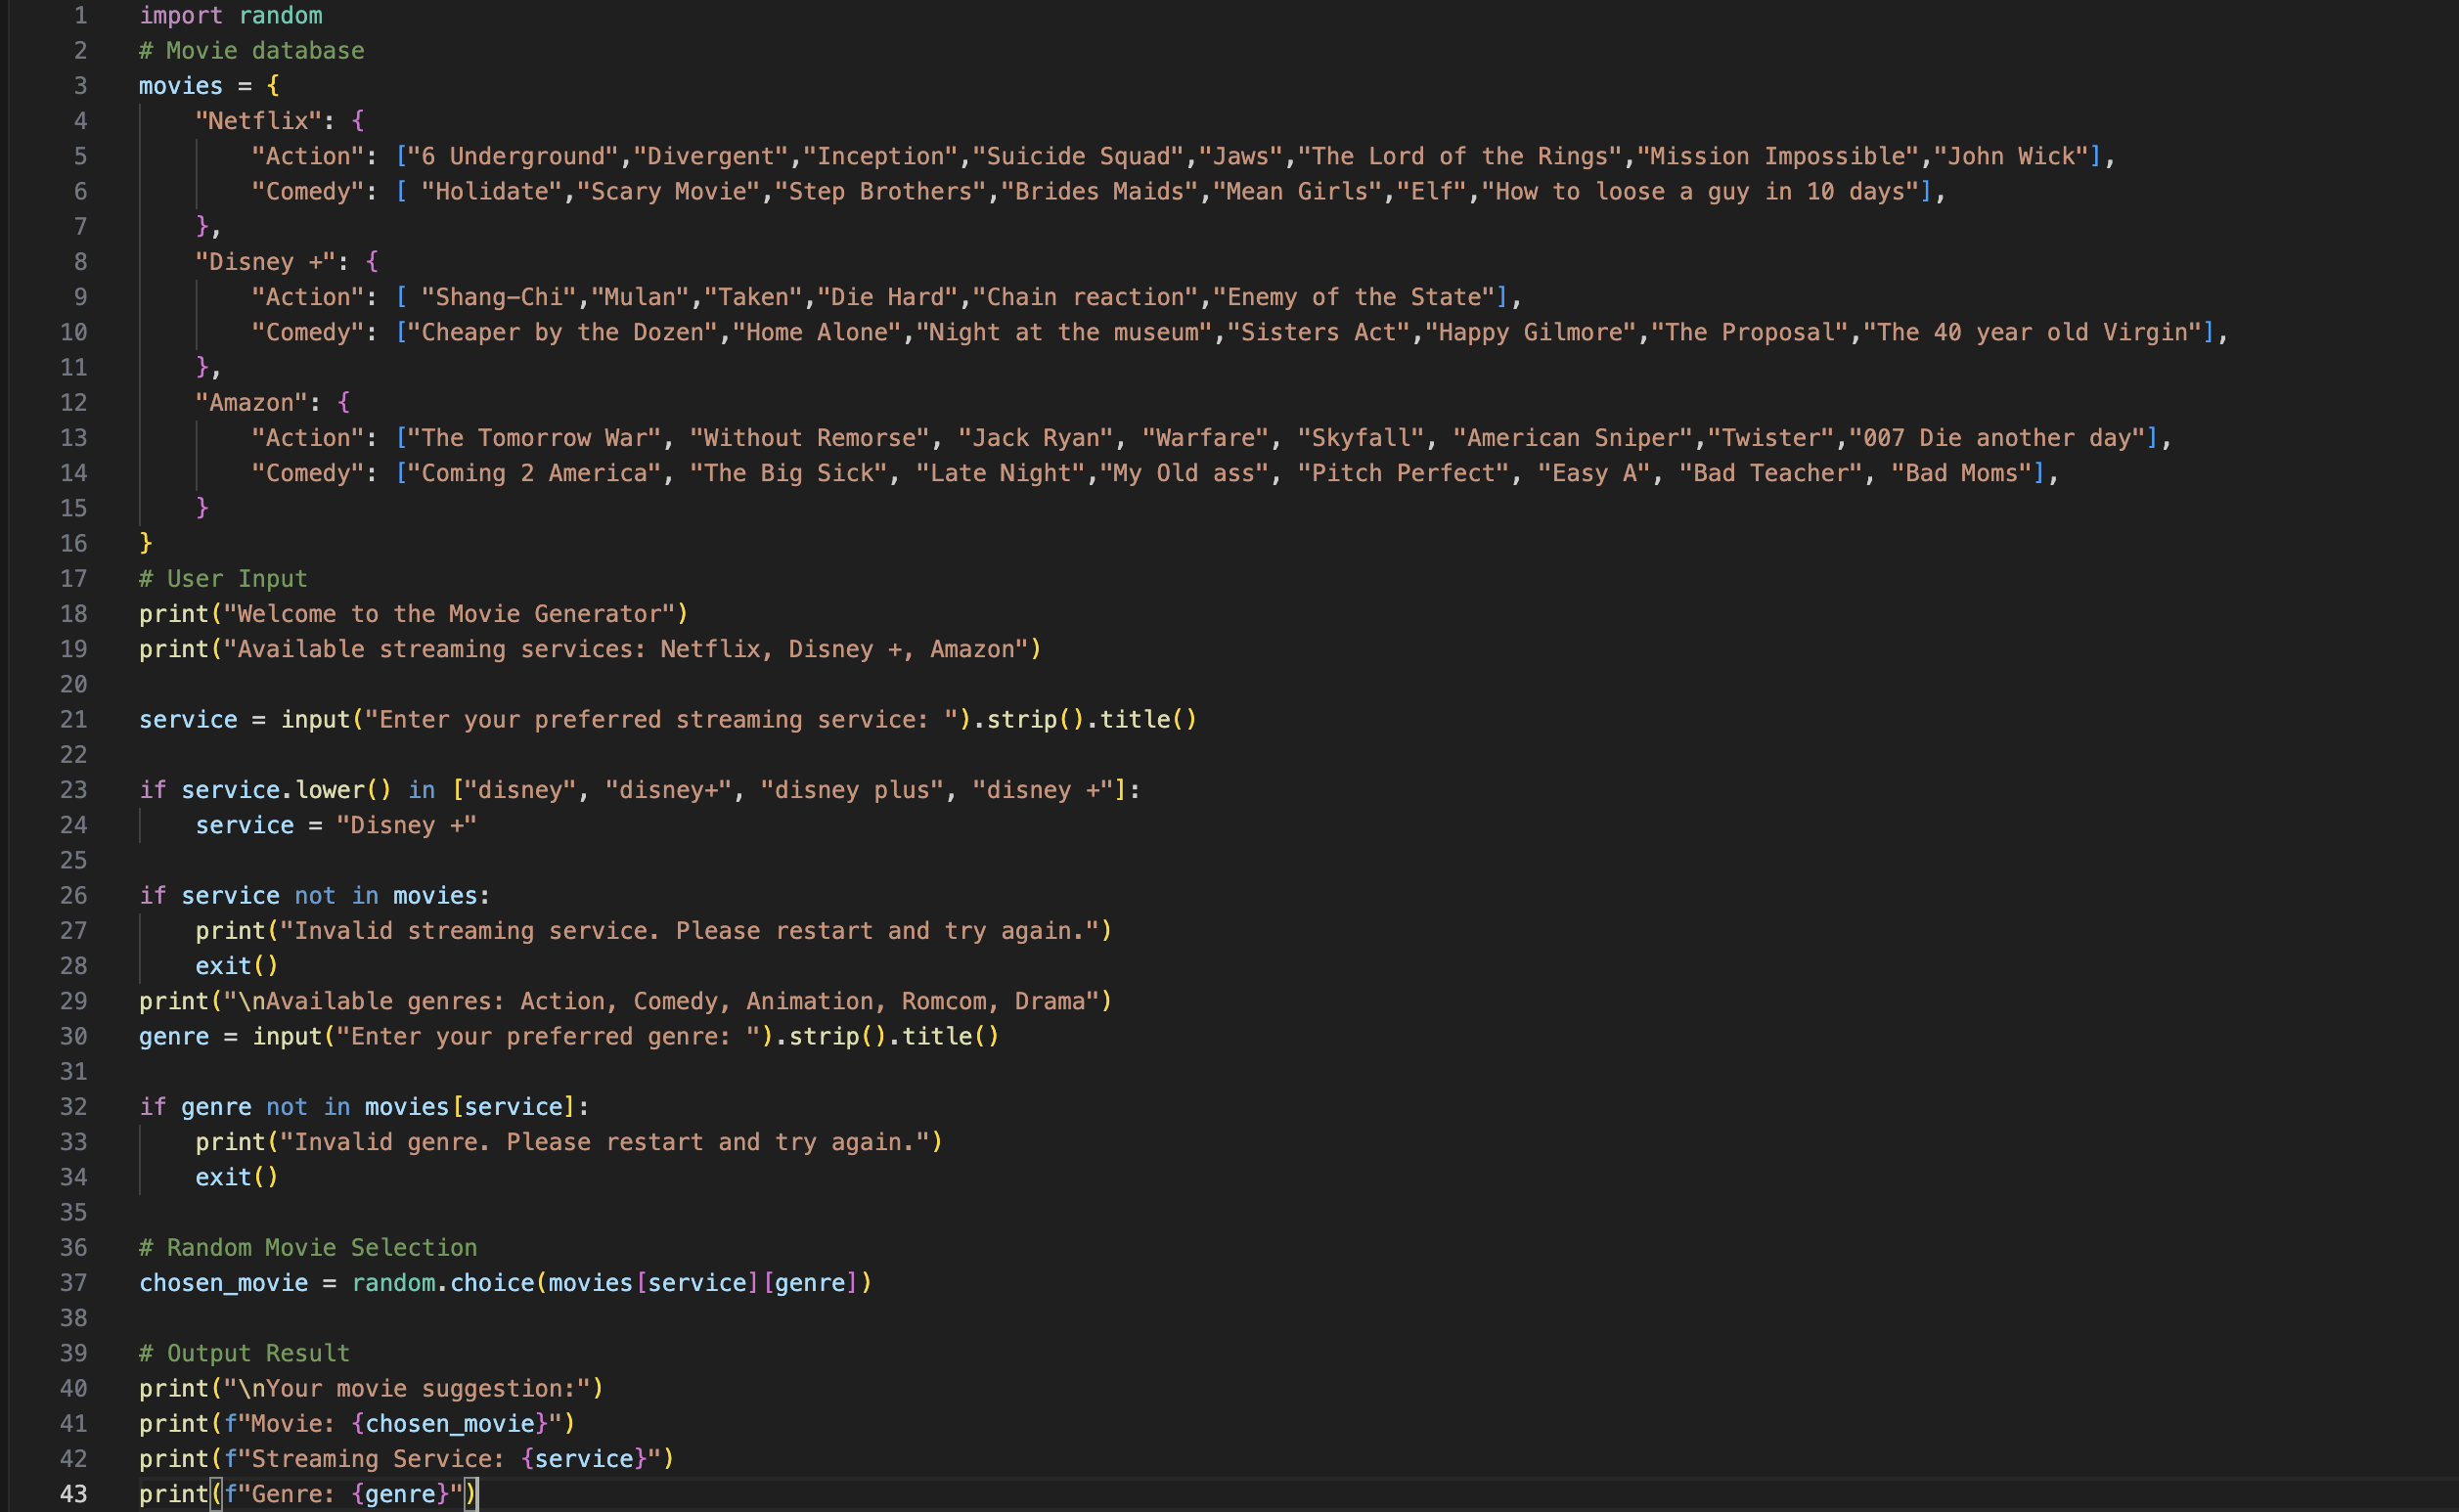 1 import random
2 # Movie database
3 movies = {
4     "Netflix": {
5         "Action": ["6 Underground","Divergent","Inception","Suicide Squad","Jaws","The Lord of the Rings","Mission Impossible","John Wick"],
6         "Comedy": [ "Holidate","Scary Movie","Step Brothers","Brides Maids","Mean Girls","Elf","How to loose a guy in 10 days"],
7     },
8     "Disney +": {
9         "Action": [ "Shang-Chi","Mulan","Taken","Die Hard","Chain reaction","Enemy of the State"],
10         "Comedy": ["Cheaper by the Dozen","Home Alone","Night at the museum","Sisters Act","Happy Gilmore","The Proposal","The 40 year old Virgin"],
11     },
12     "Amazon": {
13         "Action": ["The Tomorrow War", "Without Remorse", "Jack Ryan", "Warfare", "Skyfall", "American Sniper","Twister","007 Die another day"],
14         "Comedy": ["Coming 2 America", "The Big Sick", "Late Night","My Old ass", "Pitch Perfect", "Easy A", "Bad Teacher", "Bad Moms"],
15     }
16 }
17 # User Input
18 print("Welcome to the Movie Generator")
19 print("Available streaming services: Netflix, Disney +, Amazon")
20
21 service = input("Enter your preferred streaming service: ").strip().title()
22
23 if service.lower() in ["disney", "disney+", "disney plus", "disney +"]:
24     service = "Disney +"
25
26 if service not in movies:
27     print("Invalid streaming service. Please restart and try again.")
28     exit()
29 print("\nAvailable genres: Action, Comedy, Animation, Romcom, Drama")
30 genre = input("Enter your preferred genre: ").strip().title()
31
32 if genre not in movies[service]:
33     print("Invalid genre. Please restart and try again.")
34     exit()
35
36 # Random Movie Selection
37 chosen_movie = random.choice(movies[service][genre])
38
39 # Output Result
40 print("\nYour movie suggestion:")
41 print(f"Movie: {chosen_movie}")
42 print(f"Streaming Service: {service}")
43 print(f"Genre: {genre}")